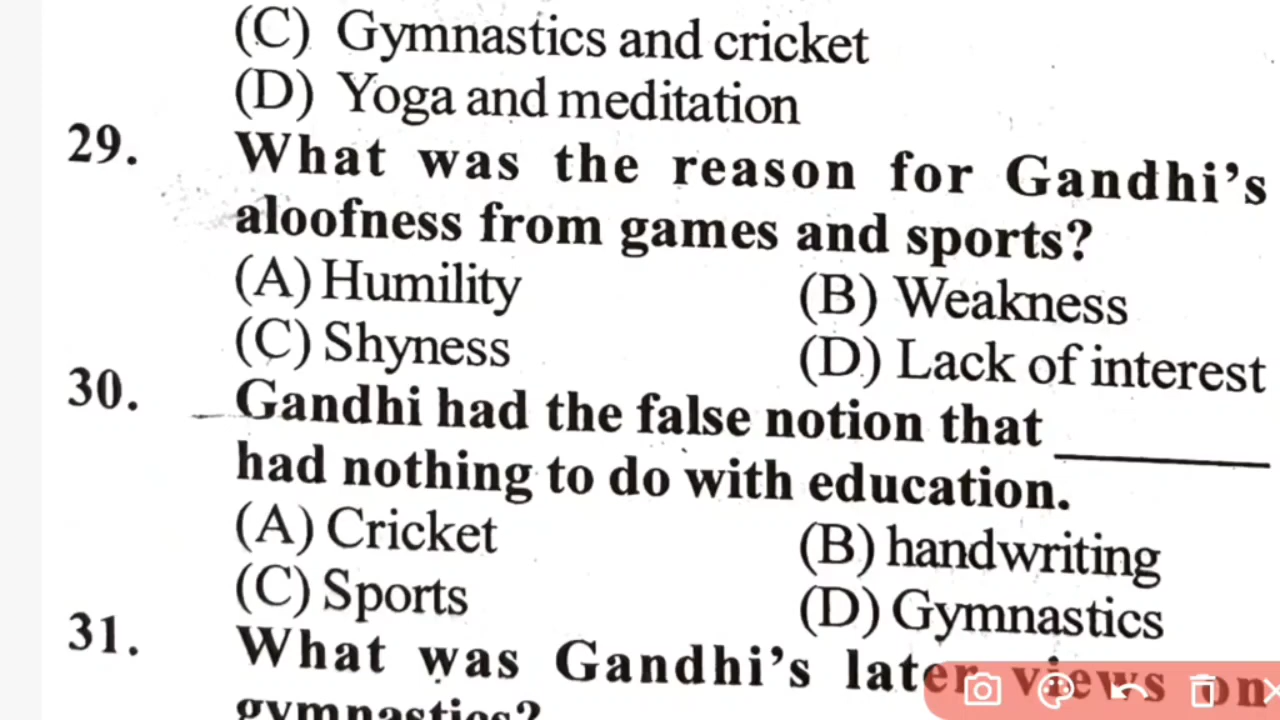 (C) Gymnastics and cricket
(D) Yoga and meditation
29. What was the reason for Gandhi's
aloofness from games and sports?
(A) Humility (B) Weakness
(C) Shyness (D) Lack of interest
30. Gandhi had the false notion that ________
had nothing to do with education.
(A) Cricket (B) handwriting
(C) Sports (D) Gymnastics
31. What was Gandhi's later views on
gymnastics?